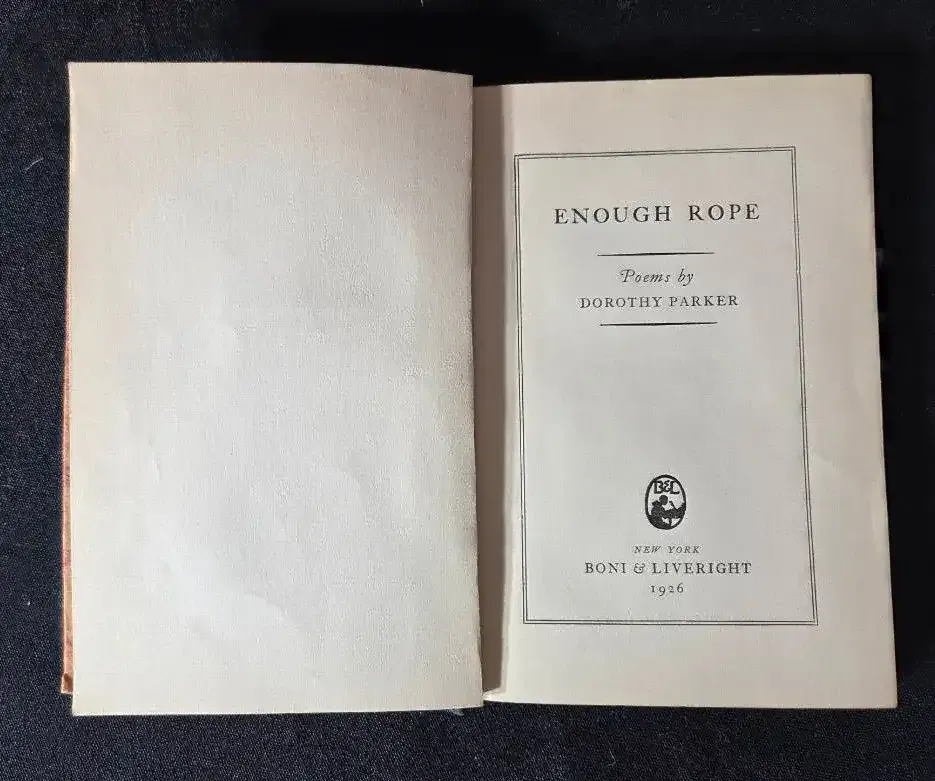 ENOUGH ROPE
Poems by
DOROTHY PARKER
B&L
NEW YORK
BONI & LIVERIGHT
1926